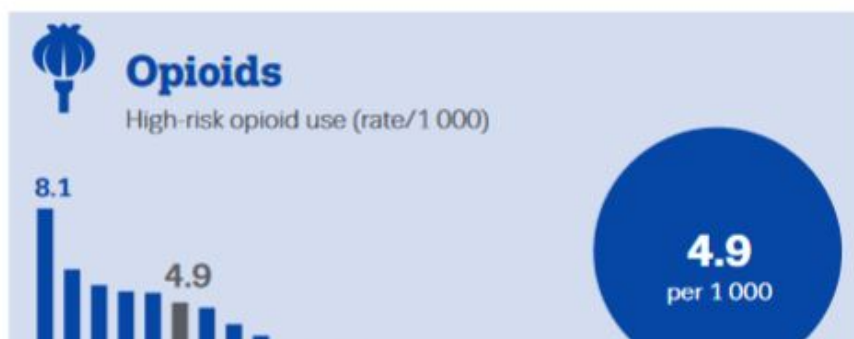 Opioids
High-risk opioid use (rate/1 000)
8.1
4.9
4.9
per 1 000